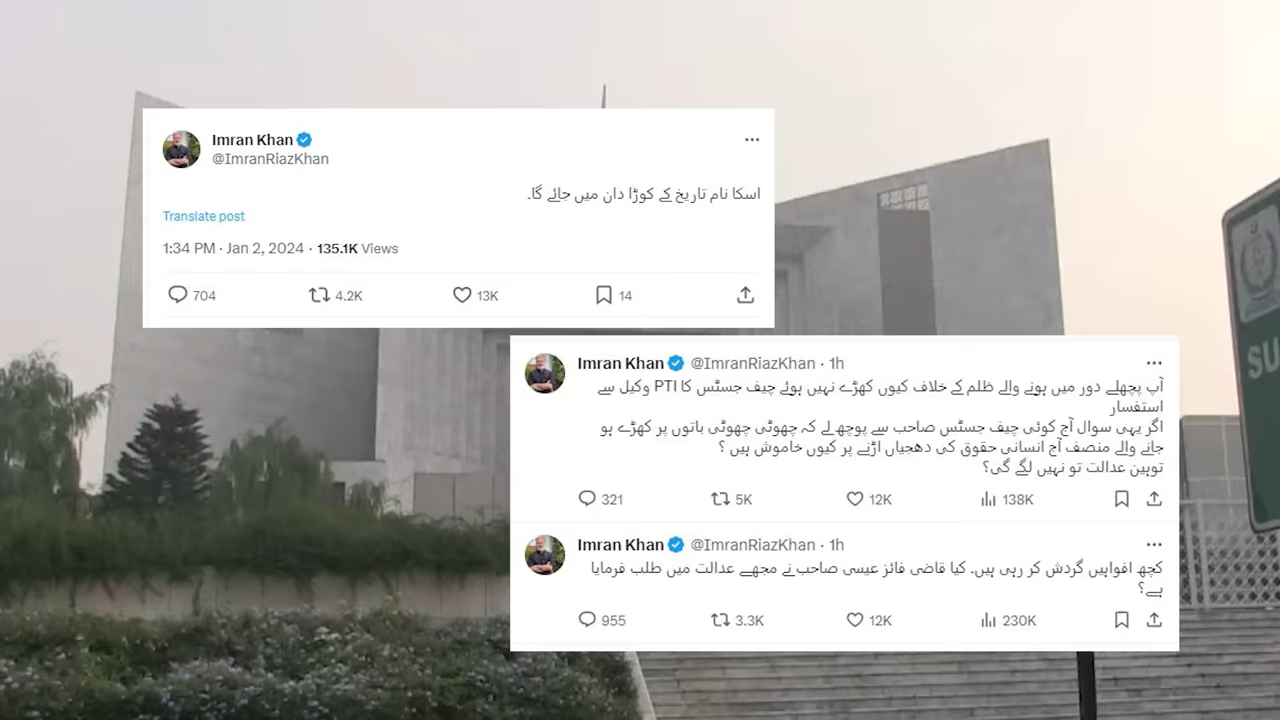 Imran Khan
@ImranRiazKhan
اسکا نام تاریخ کے کوڑا دان میں جائے گا۔
Translate post
1:34 PM · Jan 2, 2024 · 135.1K Views
704 4.2K 13K 14
Imran Khan @ImranRiazKhan · 1h
آپ پچھلے دور میں ہونے والے ظلم کے خلاف کیوں کھڑے نہیں ہوئے چیف جسٹس کا PTI وکیل سے
استفسار
اگر یہی سوال آج کوئی چیف جسٹس صاحب سے پوچھ لے کہ چھوٹی چھوٹی باتوں پر کھڑے ہو
جانے والے منصف آج انسانی حقوق کی دھجیاں اڑنے پر کیوں خاموش ہیں ؟
توہین عدالت تو نہیں لگے گی؟
321 5K 12K 138K
Imran Khan @ImranRiazKhan · 1h
کچھ افواہیں گردش کر رہی ہیں۔ کیا قاضی فائز عیسی صاحب نے مجھے عدالت میں طلب فرمایا
ہے؟
955 3.3K 12K 230K
SU